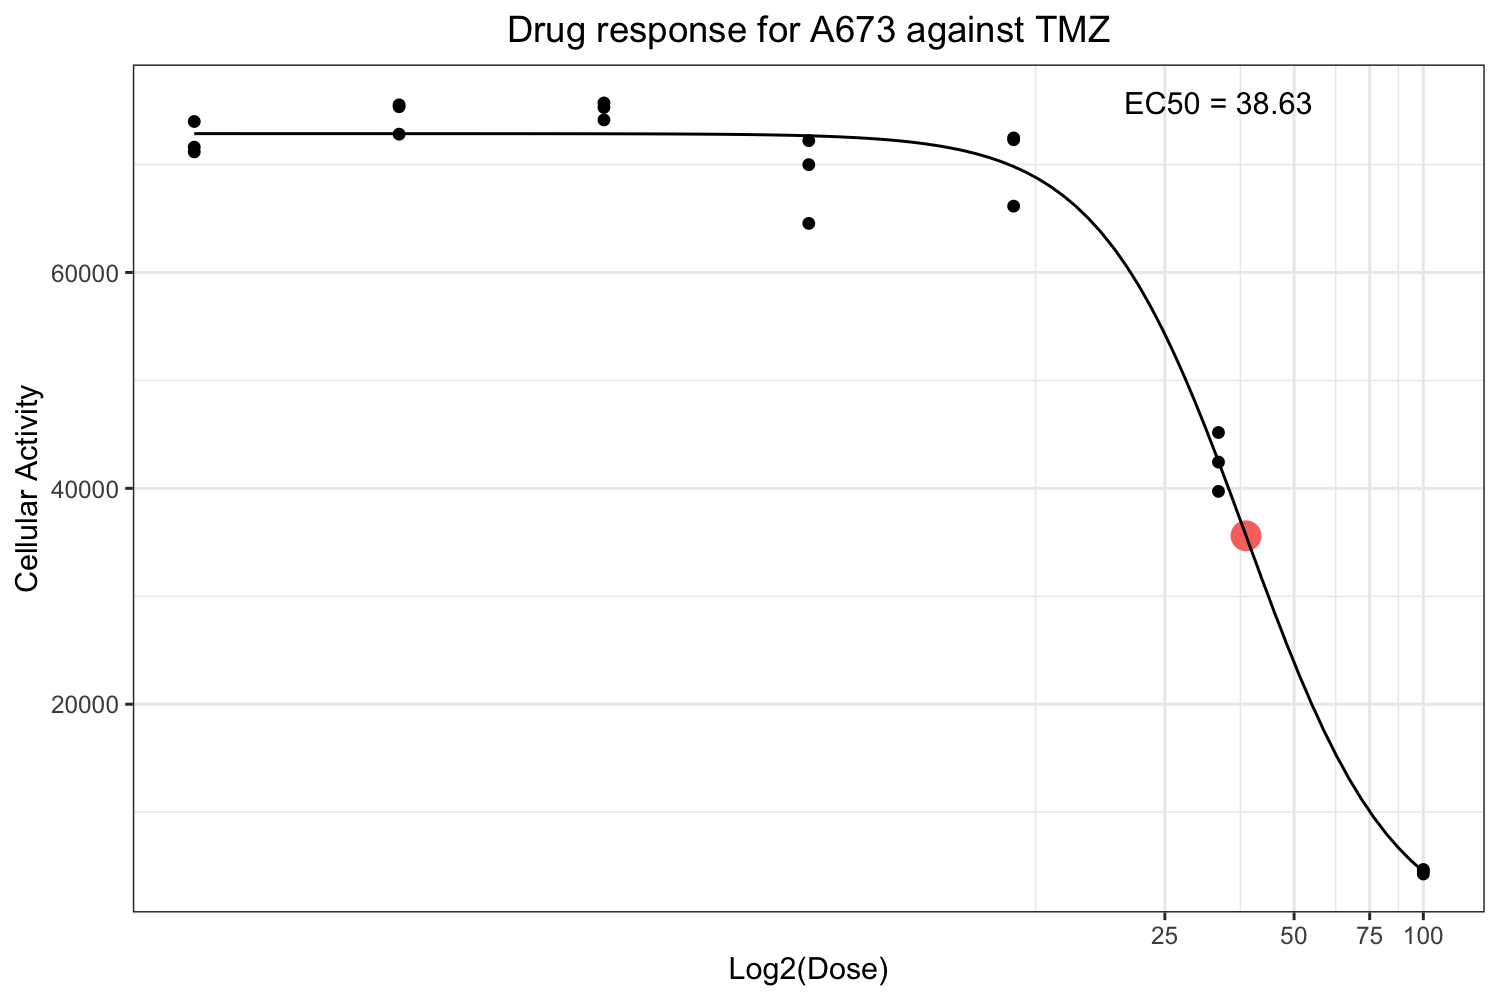 Drug response for A673 against TMZ
EC50 = 38.63
60000
40000
20000
Cellular Activity
25 50 75 100
Log2(Dose)